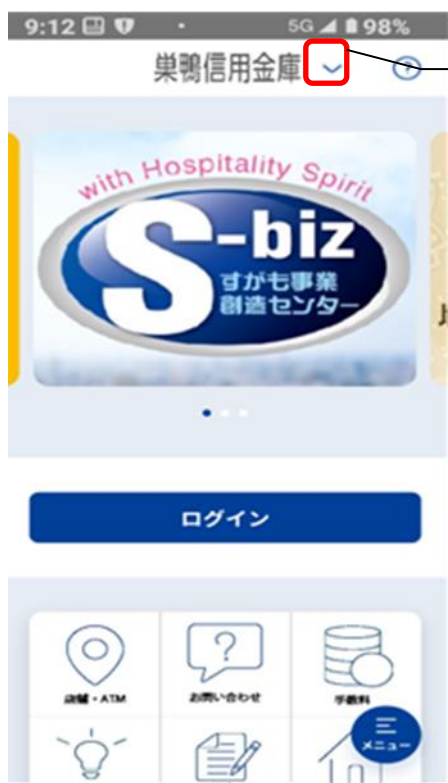 9:12
5G 98%
巣鴨信用金庫
with Hospitality Spirit
S-biz
すがも事業
創造センター
ログイン
店舗・ATM
お問い合わせ
手数料
メニュー